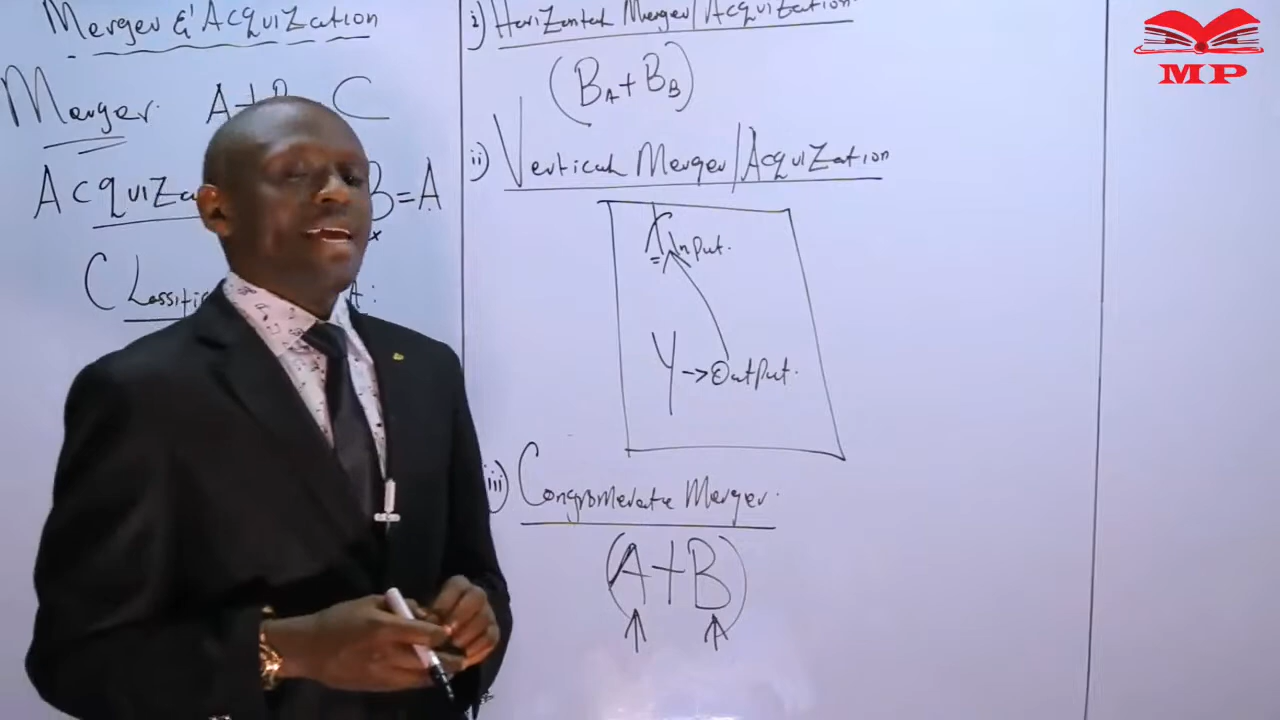 Merger & Acquization
Merger: A+B C
Acquiza B=A
Classifi
i) Horizontal Merger/Acquization
(BA+BB)
ii) Vertical Merger/Acquization
X Input.
Y → Output.
iii) Congromerate Merger.
(A+B)
MP